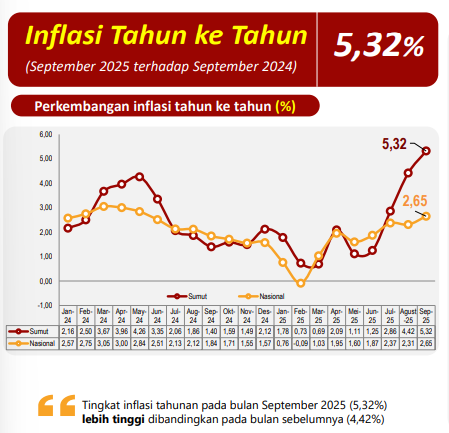 Inflasi Tahun ke Tahun
(September 2025 terhadap September 2024)
5,32%
Perkembangan inflasi tahun ke tahun (%)
6,00
5,00
4,00
3,00
2,00
1,00
0,00
-1,00
5,32
2,65
Sumut Nasional
Jan-24 Feb-24 Mar-24 Apr-24 May-24 Jun-24 Jul-24 Agt-24 Sep-24 Okt-24 Nov-24 Des-24 Jan-25 Feb-25 Mar-25 Apr-25 Mei-25 Jun-25 Jul-25 Agust-25 Sep-25
Sumut 2,16 2,50 3,67 3,96 4,26 3,35 2,06 1,86 1,40 1,59 1,49 2,12 1,78 0,73 0,69 2,09 1,11 1,25 2,86 4,42 5,32
Nasional 2,57 2,75 3,05 3,00 2,84 2,51 2,13 2,12 1,84 1,71 1,55 1,57 0,76 -0,09 1,03 1,95 1,60 1,87 2,37 2,31 2,65
Tingkat inflasi tahunan pada bulan September 2025 (5,32%)
lebih tinggi dibandingkan pada bulan sebelumnya (4,42%)